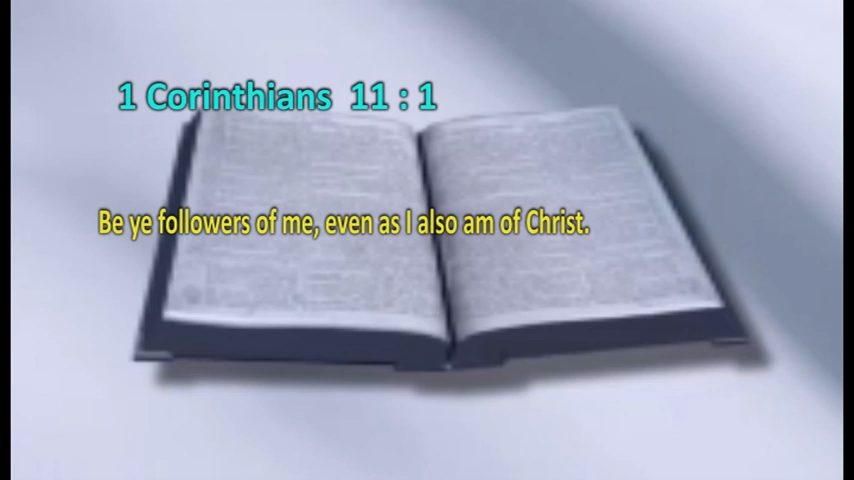 1 Corinthians 11 : 1
Be ye followers of me, even as I also am of Christ.